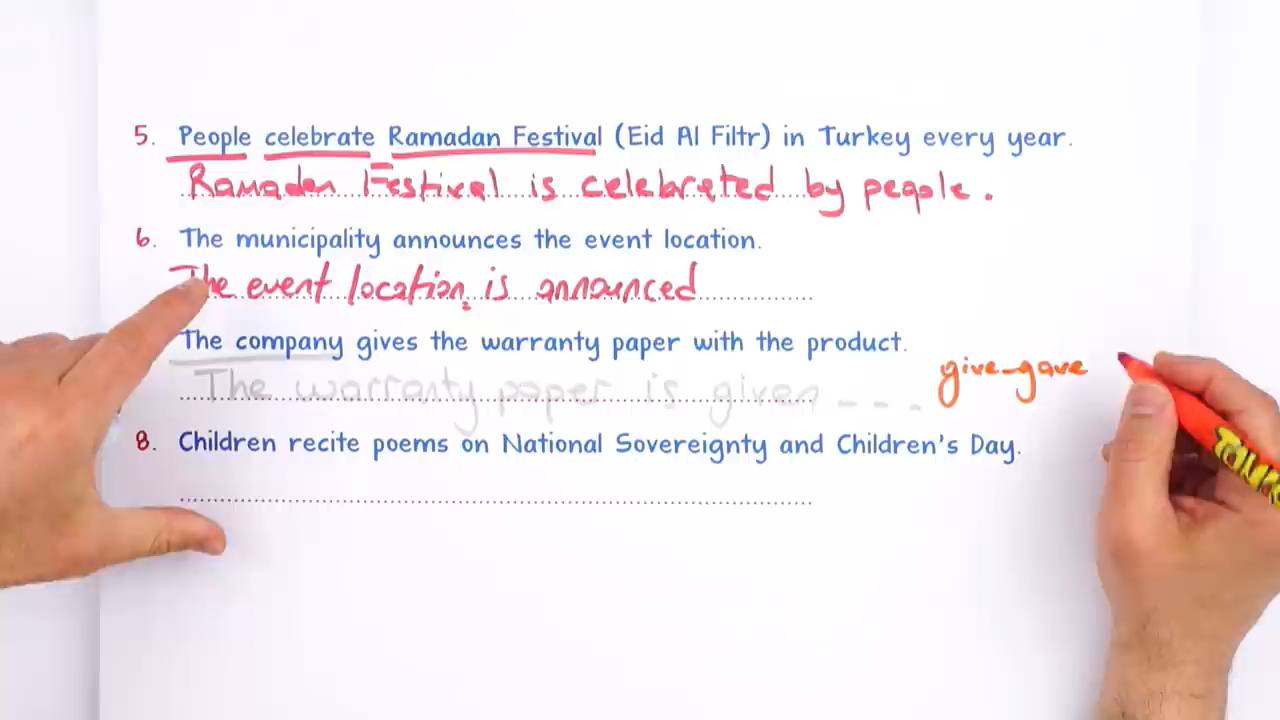 5. People celebrate Ramadan Festival (Eid Al Filtr) in Turkey every year.
Ramadan Festival is celebrated by people.
6. The municipality announces the event location.
The event location is announced
The company gives the warranty paper with the product.
give-gave
The warranty paper is given ---
8. Children recite poems on National Sovereignty and Children's Day.